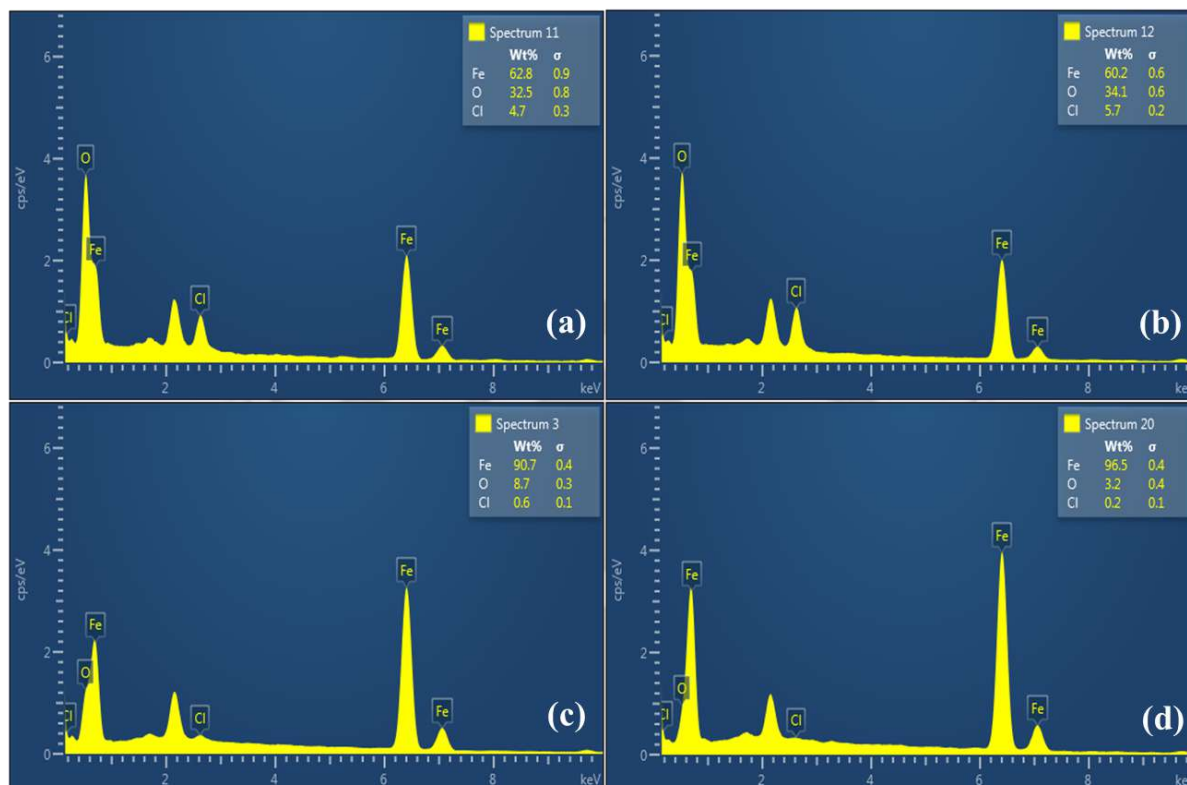 Spectrum 11
Wt% σ
Fe 62.8 0.9
O 32.5 0.8
Cl 4.7 0.3
6
4
2
0
cps/eV
O
Fe
Cl
Cl
Fe
Fe
(a)
2 4 6 8 keV
Spectrum 12
Wt% σ
Fe 60.2 0.6
O 34.1 0.6
Cl 5.7 0.2
6
4
2
0
cps/eV
O
Fe
Cl
Cl
Fe
Fe
(b)
2 4 6 8 keV
Spectrum 3
Wt% σ
Fe 90.7 0.4
O 8.7 0.3
Cl 0.6 0.1
6
4
2
0
cps/eV
Fe
O
Cl
Cl
Fe
Fe
(c)
2 4 6 8 keV
Spectrum 20
Wt% σ
Fe 96.5 0.4
O 3.2 0.4
Cl 0.2 0.1
6
4
2
0
cps/eV
Fe
O
Cl
Cl
Fe
Fe
(d)
2 4 6 8 keV